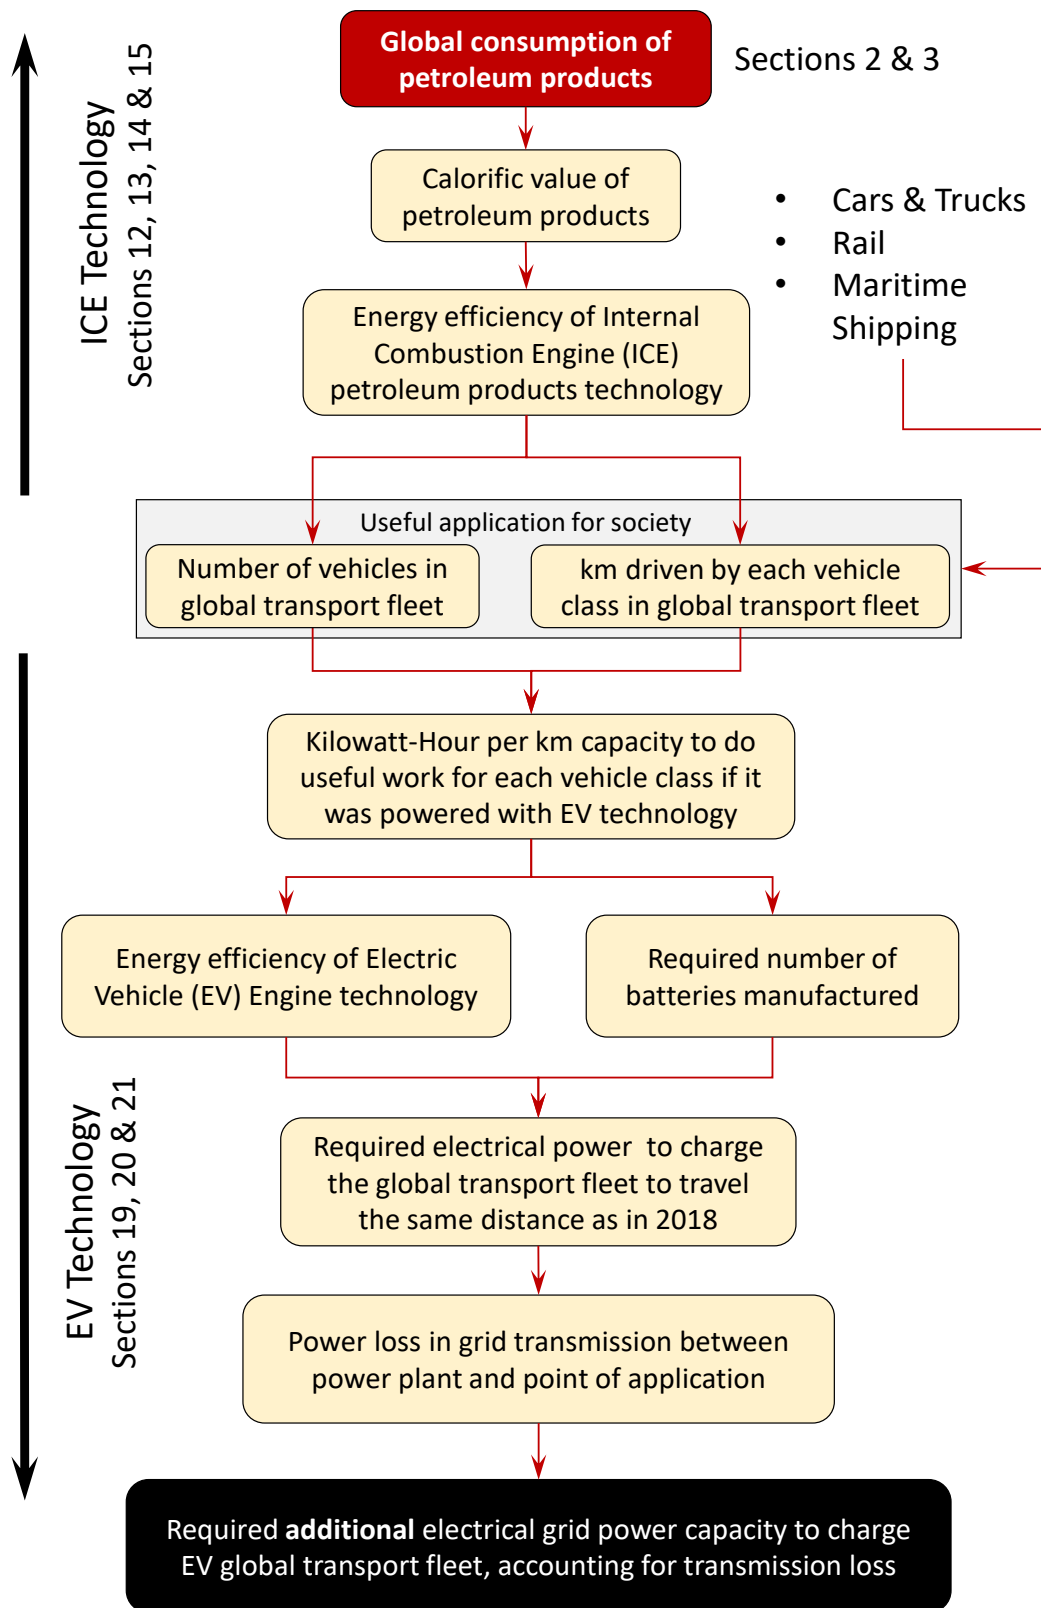 Global consumption of
petroleum products
Sections 2 & 3
ICE Technology
Sections 12, 13, 14 & 15
Calorific value of
petroleum products
• Cars & Trucks
• Rail
• Maritime
Shipping
Energy efficiency of Internal
Combustion Engine (ICE)
petroleum products technology
Useful application for society
Number of vehicles in
global transport fleet
km driven by each vehicle
class in global transport fleet
Kilowatt-Hour per km capacity to do
useful work for each vehicle class if it
was powered with EV technology
Energy efficiency of Electric
Vehicle (EV) Engine technology
Required number of
batteries manufactured
EV Technology
Sections 19, 20 & 21
Required electrical power to charge
the global transport fleet to travel
the same distance as in 2018
Power loss in grid transmission between
power plant and point of application
Required additional electrical grid power capacity to charge
EV global transport fleet, accounting for transmission loss